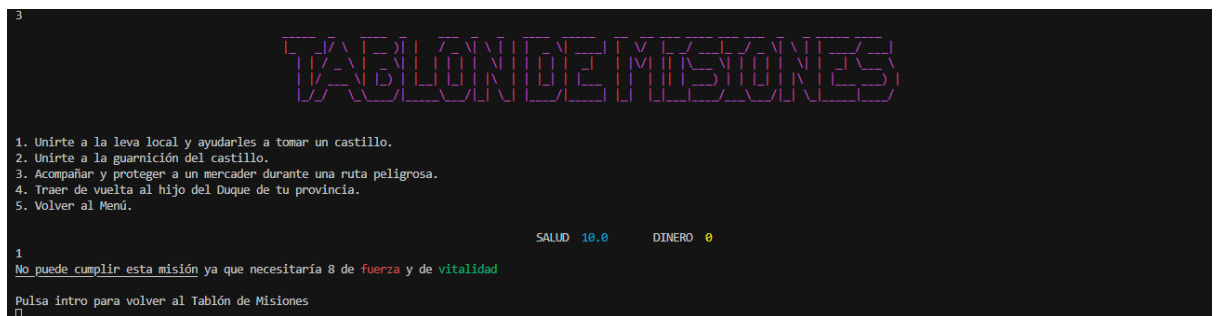 3
TABLON DE MISIONES
1. Unirte a la leva local y ayudarles a tomar un castillo.
2. Unirte a la guarnición del castillo.
3. Acompañar y proteger a un mercader durante una ruta peligrosa.
4. Traer de vuelta al hijo del Duque de tu provincia.
5. Volver al Menú.
SALUD 10.0 DINERO 0
1
No puede cumplir esta misión ya que necesitaría 8 de fuerza y de vitalidad
Pulsa intro para volver al Tablón de Misiones